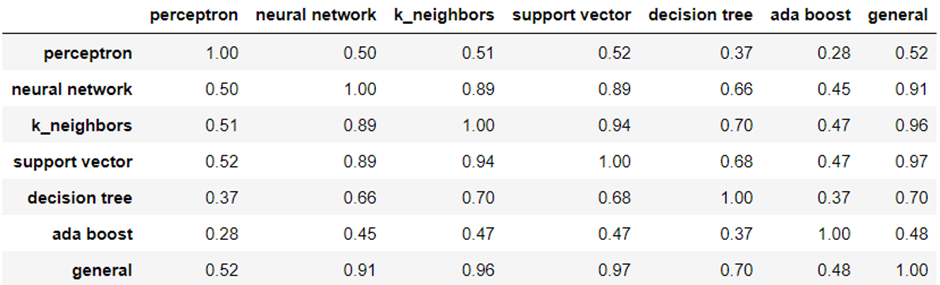 perceptron neural network k_neighbors support vector decision tree ada boost general
perceptron 1.00 0.50 0.51 0.52 0.37 0.28 0.52
neural network 0.50 1.00 0.89 0.89 0.66 0.45 0.91
k_neighbors 0.51 0.89 1.00 0.94 0.70 0.47 0.96
support vector 0.52 0.89 0.94 1.00 0.68 0.47 0.97
decision tree 0.37 0.66 0.70 0.68 1.00 0.37 0.70
ada boost 0.28 0.45 0.47 0.47 0.37 1.00 0.48
general 0.52 0.91 0.96 0.97 0.70 0.48 1.00